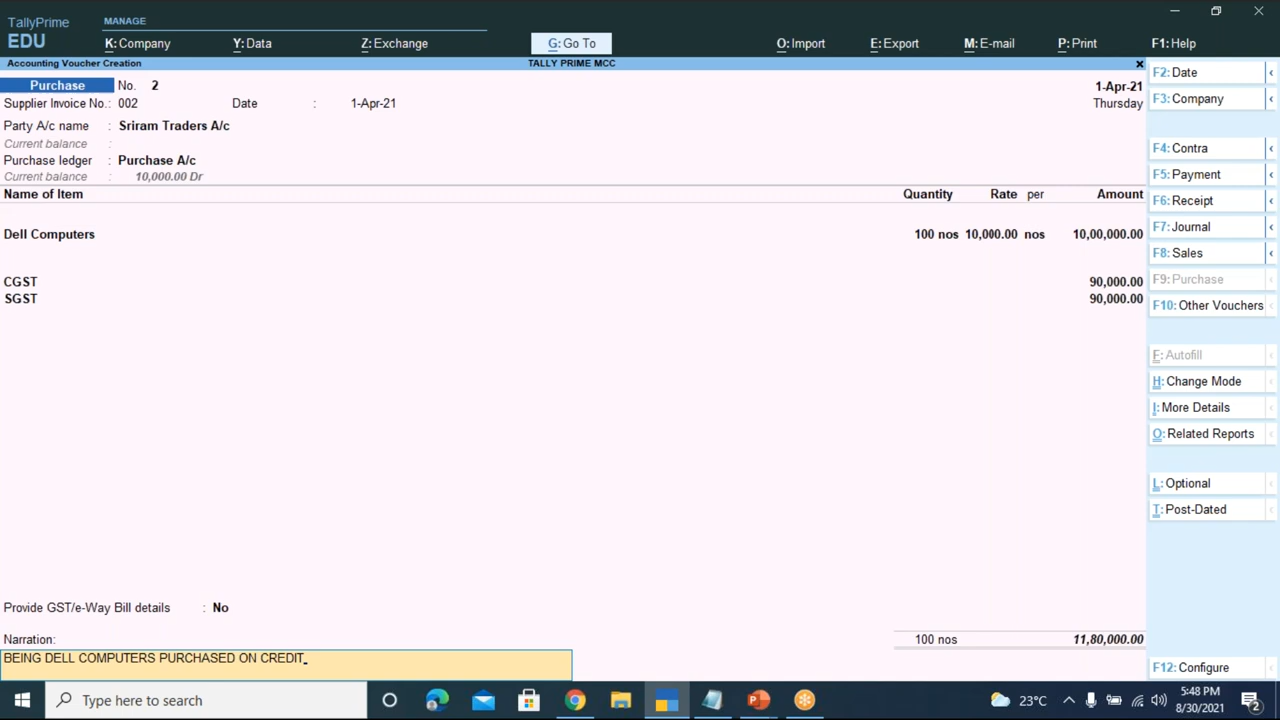 TallyPrime MANAGE
EDU K: Company Y: Data Z: Exchange G: Go To O: Import E: Export M: E-mail P: Print F1: Help
Accounting Voucher Creation TALLY PRIME MCC ×
Purchase No. 2 1-Apr-21
Supplier Invoice No.: 002 Date : 1-Apr-21 Thursday
Party A/c name : Sriram Traders A/c
Current balance :
Purchase ledger : Purchase A/c
Current balance : 10,000.00 Dr
Name of Item Quantity Rate per Amount
Dell Computers 100 nos 10,000.00 nos 10,00,000.00
CGST 90,000.00
SGST 90,000.00
Provide GST/e-Way Bill details : No
Narration: 100 nos 11,80,000.00
BEING DELL COMPUTERS PURCHASED ON CREDIT
F2: Date
F3: Company
F4: Contra
F5: Payment
F6: Receipt
F7: Journal
F8: Sales
F9: Purchase
F10: Other Vouchers
F: Autofill
H: Change Mode
I: More Details
O: Related Reports
L: Optional
T: Post-Dated
F12: Configure
Type here to search 23°C 5:48 PM
8/30/2021 2